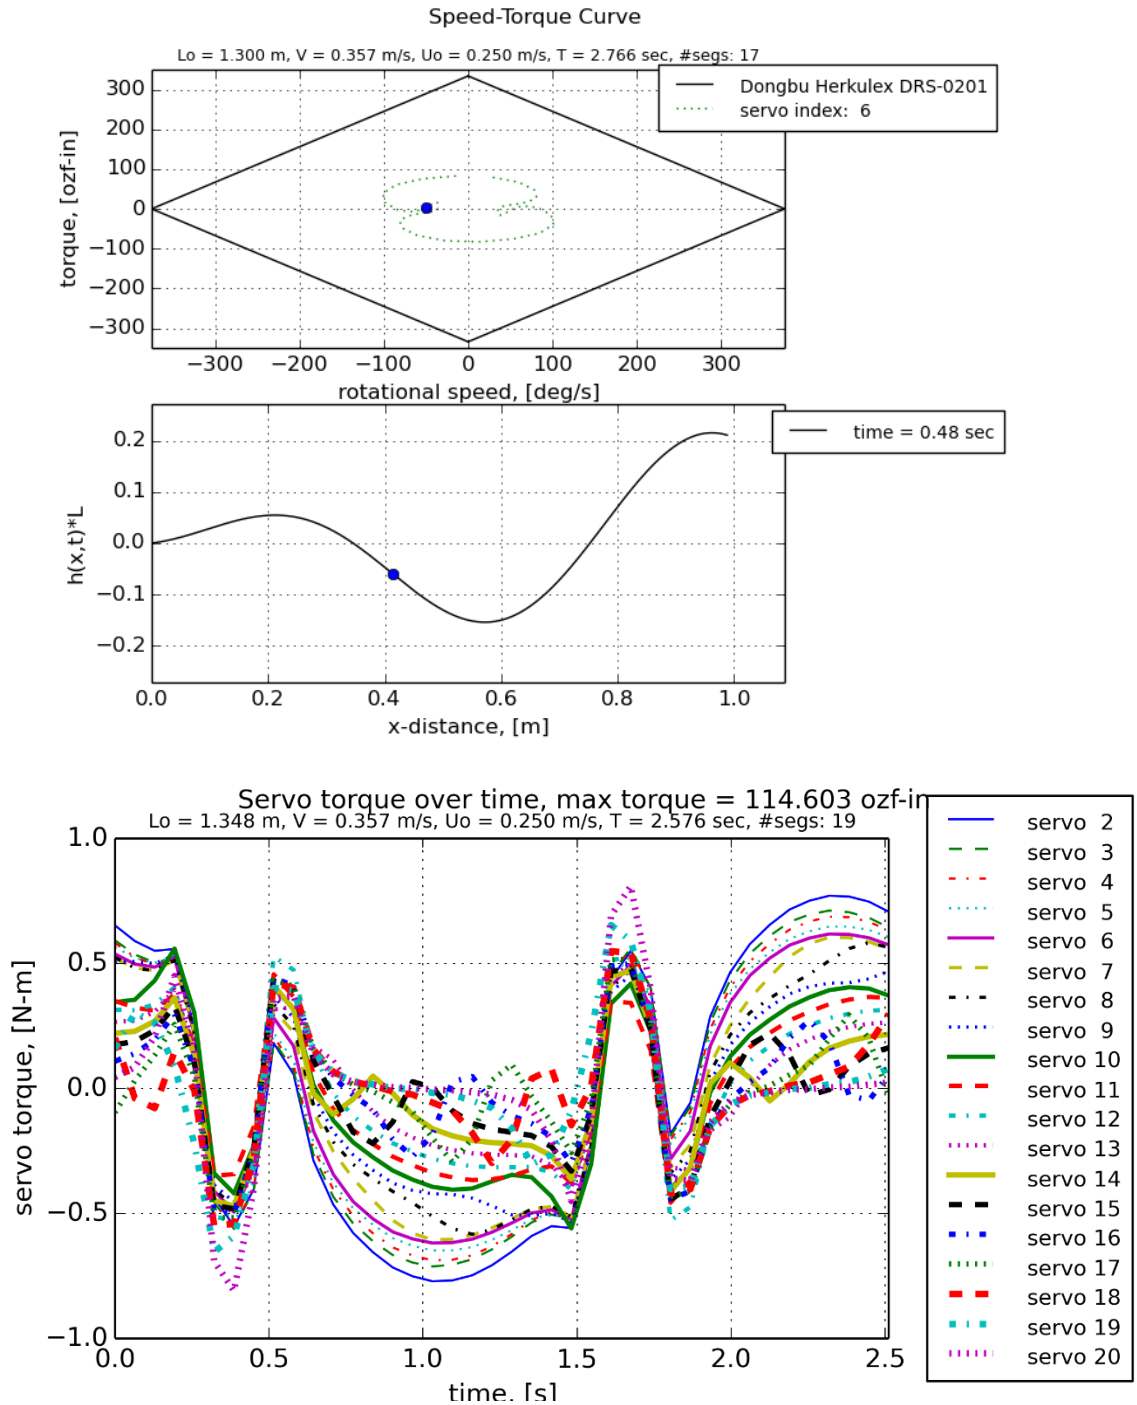 Speed-Torque Curve
Lo = 1.300 m, V = 0.357 m/s, Uo = 0.250 m/s, T = 2.766 sec, #segs: 17
Dongbu Herkulex DRS-0201
servo index: 6
torque, [ozf-in]
300
200
100
0
−100
−200
−300
−300 −200 −100 0 100 200 300
rotational speed, [deg/s]
time = 0.48 sec
h(x,t)*L
0.2
0.1
0.0
−0.1
−0.2
0.0 0.2 0.4 0.6 0.8 1.0
x-distance, [m]
Servo torque over time, max torque = 114.603 ozf-in
Lo = 1.348 m, V = 0.357 m/s, Uo = 0.250 m/s, T = 2.576 sec, #segs: 19
servo torque, [N-m]
1.0
0.5
0.0
−0.5
−1.0
0.0 0.5 1.0 1.5 2.0 2.5
time, [s]
servo 2
servo 3
servo 4
servo 5
servo 6
servo 7
servo 8
servo 9
servo 10
servo 11
servo 12
servo 13
servo 14
servo 15
servo 16
servo 17
servo 18
servo 19
servo 20